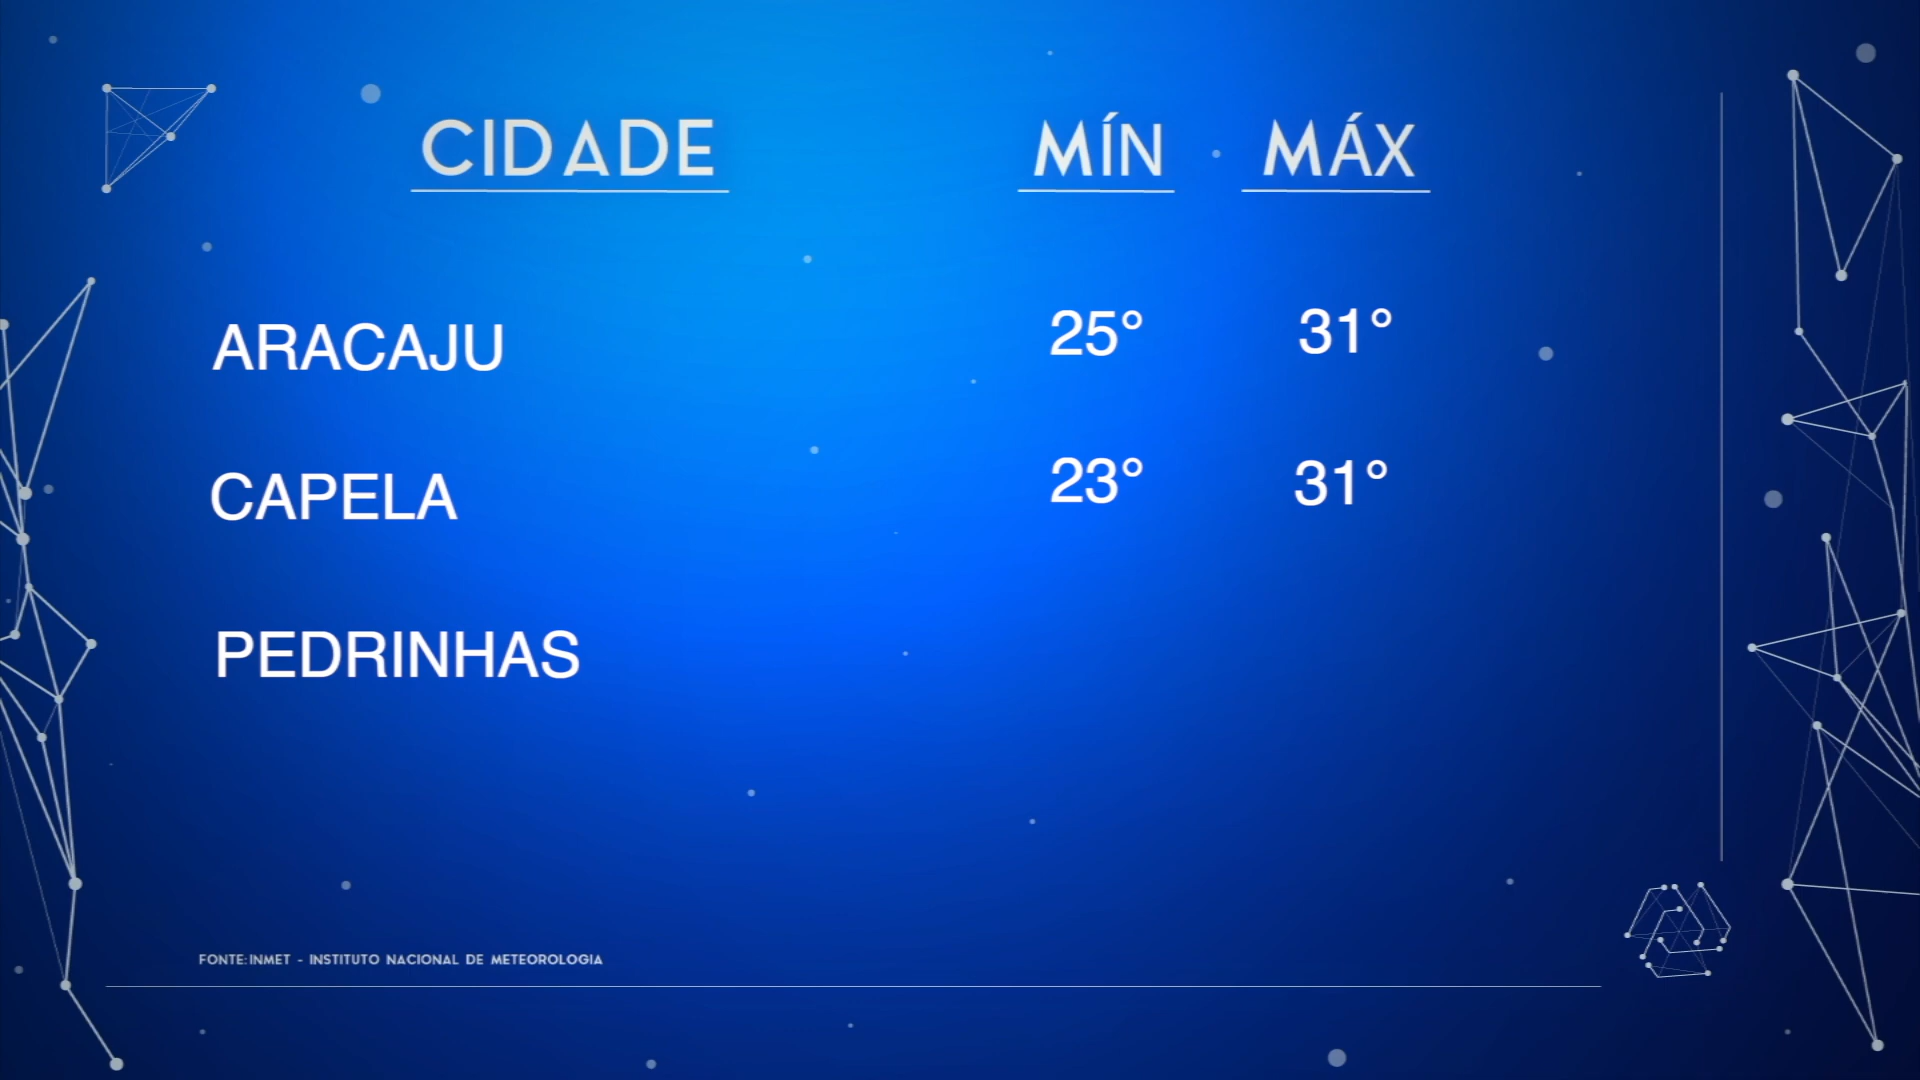 CIDADE MÍN MÁX
ARACAJU 25° 31°
CAPELA 23° 31°
PEDRINHAS
FONTE: INMET - INSTITUTO NACIONAL DE METEOROLOGIA